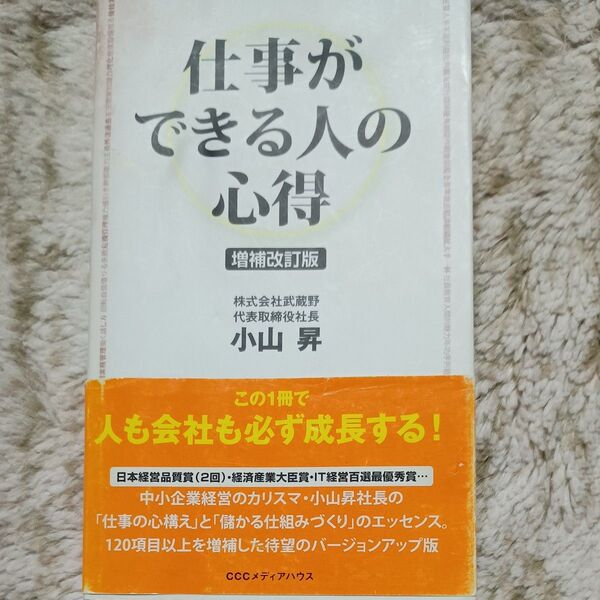 仕事が
できる人の
心得
増補改訂版
株式会社武蔵野
代表取締役社長
小山 昇
この1冊で
人も会社も必ず成長する!
日本経営品質賞(2回)・経済産業大臣賞・IT経営百選最優秀賞…
中小企業経営のカリスマ・小山昇社長の
「仕事の心構え」と「儲かる仕組みづくり」のエッセンス。
120項目以上を増補した待望のバージョンアップ版
CCCメディアハウス